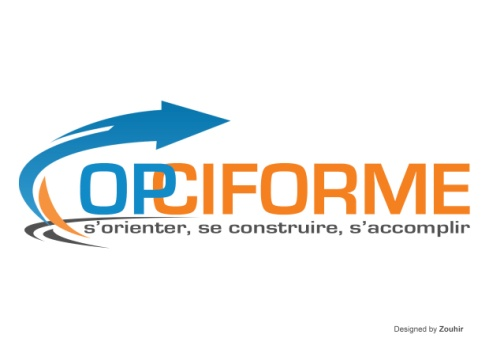 OPCIFORME
s'orienter, se construire, s'accomplir
Designed by Zouhir